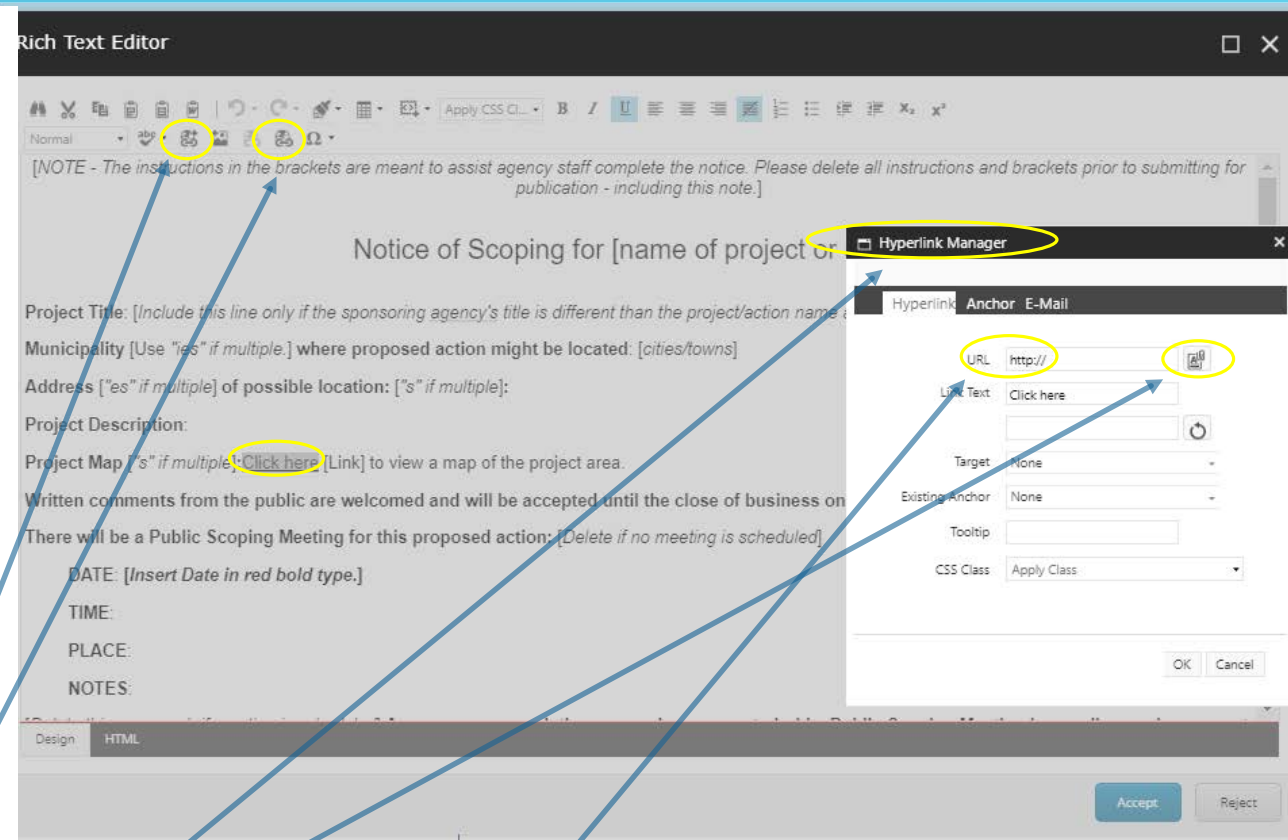 Rich Text Editor
Apply CSS Cl...
B I U
X₂ x²
Normal
abc
Ω
[NOTE - The instructions in the brackets are meant to assist agency staff complete the notice. Please delete all instructions and brackets prior to submitting for
publication - including this note.]
Notice of Scoping for [name of project or
Project Title: [Include this line only if the sponsoring agency's title is different than the project/action name
Municipality [Use "ies" if multiple.] where proposed action might be located: [cities/towns]
Address ["es" if multiple] of possible location: ["s" if multiple]:
Project Description:
Project Map ["s" if multiple]:Click here [Link] to view a map of the project area.
Written comments from the public are welcomed and will be accepted until the close of business on
There will be a Public Scoping Meeting for this proposed action: [Delete if no meeting is scheduled]
DATE: [Insert Date in red bold type.]
TIME:
PLACE:
NOTES:
Design HTML
Accept Reject
Hyperlink Manager
Hyperlink Anchor E-Mail
URL http://
Link Text Click here
Target None
Existing Anchor None
Tooltip
CSS Class Apply Class
OK Cancel